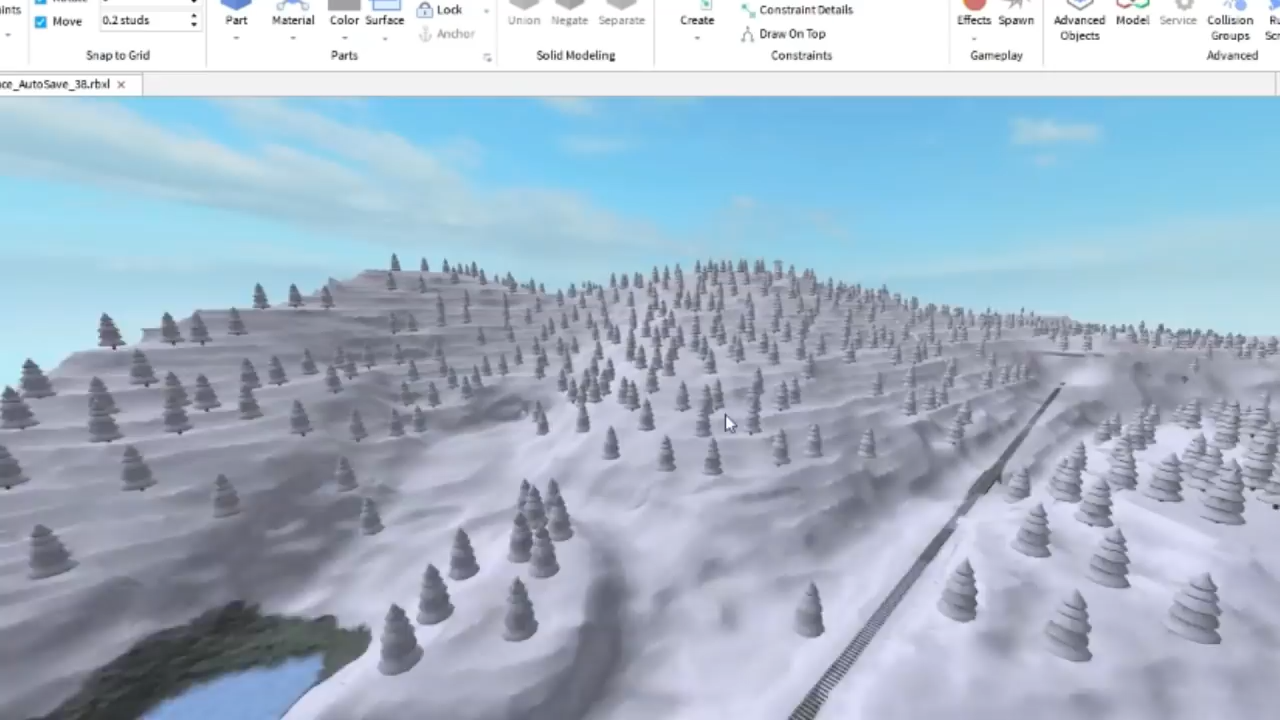 Move 0.2 studs
Part Material Color Surface
Lock
Anchor
Union Negate Separate
Create
Constraint Details
Draw On Top
Effects Spawn
Advanced Objects
Model Service
Collision Groups
Snap to Grid
Parts
Solid Modeling
Constraints
Gameplay
Advanced
_AutoSave_38.rbxl